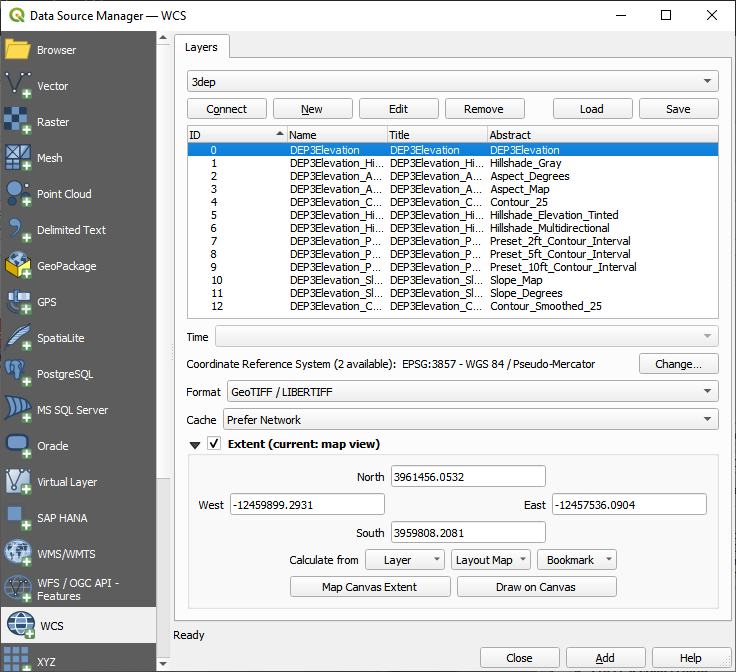 Data Source Manager — WCS
Browser
Vector
Raster
Mesh
Point Cloud
Delimited Text
GeoPackage
GPS
SpatiaLite
PostgreSQL
MS SQL Server
Oracle
Virtual Layer
SAP HANA
WMS/WMTS
WFS / OGC API -
Features
WCS
XYZ
Layers
3dep
Connect New Edit Remove Load Save
ID Name Title Abstract
0 DEP3Elevation DEP3Elevation DEP3Elevation
1 DEP3Elevation_Hi... DEP3Elevation_Hi... Hillshade_Gray
2 DEP3Elevation_A... DEP3Elevation_A... Aspect_Degrees
3 DEP3Elevation_A... DEP3Elevation_A... Aspect_Map
4 DEP3Elevation_C... DEP3Elevation_C... Contour_25
5 DEP3Elevation_Hi... DEP3Elevation_Hi... Hillshade_Elevation_Tinted
6 DEP3Elevation_Hi... DEP3Elevation_Hi... Hillshade_Multidirectional
7 DEP3Elevation_P... DEP3Elevation_P... Preset_2ft_Contour_Interval
8 DEP3Elevation_P... DEP3Elevation_P... Preset_5ft_Contour_Interval
9 DEP3Elevation_P... DEP3Elevation_P... Preset_10ft_Contour_Interval
10 DEP3Elevation_Sl... DEP3Elevation_Sl... Slope_Map
11 DEP3Elevation_Sl... DEP3Elevation_Sl... Slope_Degrees
12 DEP3Elevation_C... DEP3Elevation_C... Contour_Smoothed_25
Time
Coordinate Reference System (2 available): EPSG:3857 - WGS 84 / Pseudo-Mercator Change...
Format GeoTIFF / LIBERTIFF
Cache Prefer Network
Extent (current: map view)
North 3961456.0532
West -12459899.2931 East -12457536.0904
South 3959808.2081
Calculate from Layer Layout Map Bookmark
Map Canvas Extent Draw on Canvas
Ready
Close Add Help